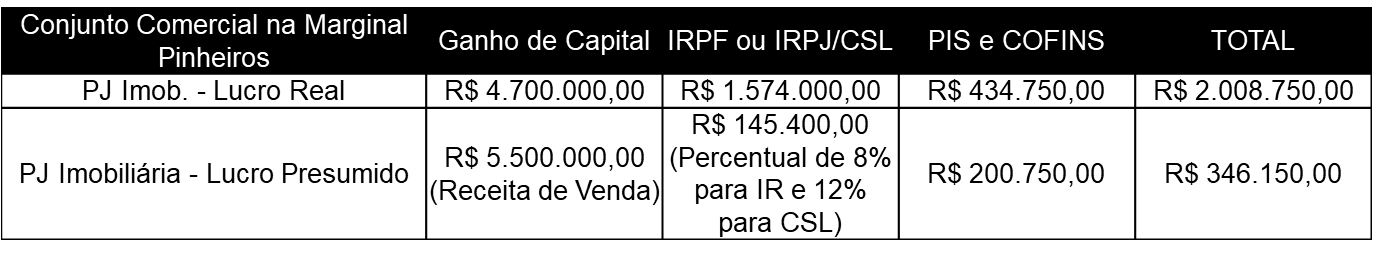 Conjunto Comercial na Marginal
Pinheiros
Ganho de Capital
IRPF ou IRPJ/CSL
PIS e COFINS
TOTAL
PJ Imob. - Lucro Real
R$ 4.700.000,00
R$ 1.574.000,00
R$ 434.750,00
R$ 2.008.750,00
PJ Imobiliária - Lucro Presumido
R$ 5.500.000,00
(Receita de Venda)
R$ 145.400,00
(Percentual de 8%
para IR e 12%
para CSL)
R$ 200.750,00
R$ 346.150,00